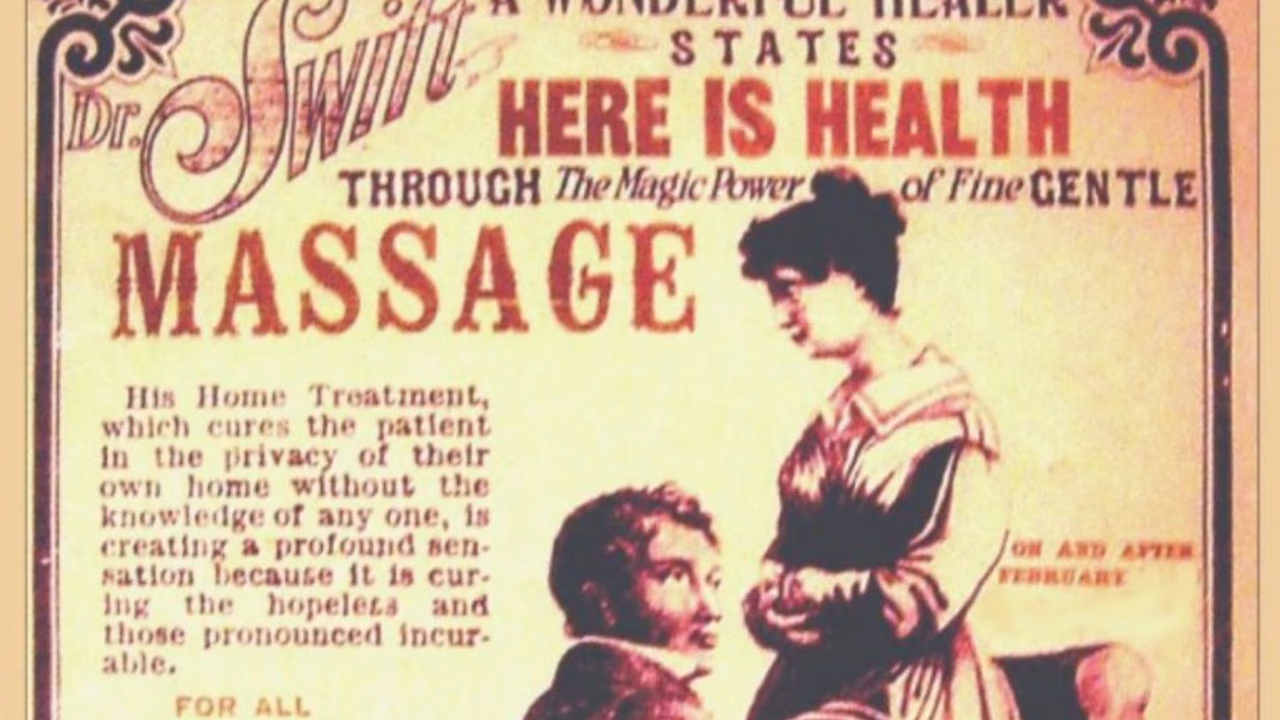 Dr. Swift
A WONDERFUL HEALER
STATES
HERE IS HEALTH
THROUGH The Magic Power of Fine GENTLE
MASSAGE
His Home Treatment,
which cures the patient
in the privacy of their
own home without the
knowledge of any one, is
creating a profound sen-
sation because it is cur-
ing the hopeless and
those pronounced incur-
able.
FOR ALL
ON AND AFTER
FEBRUARY